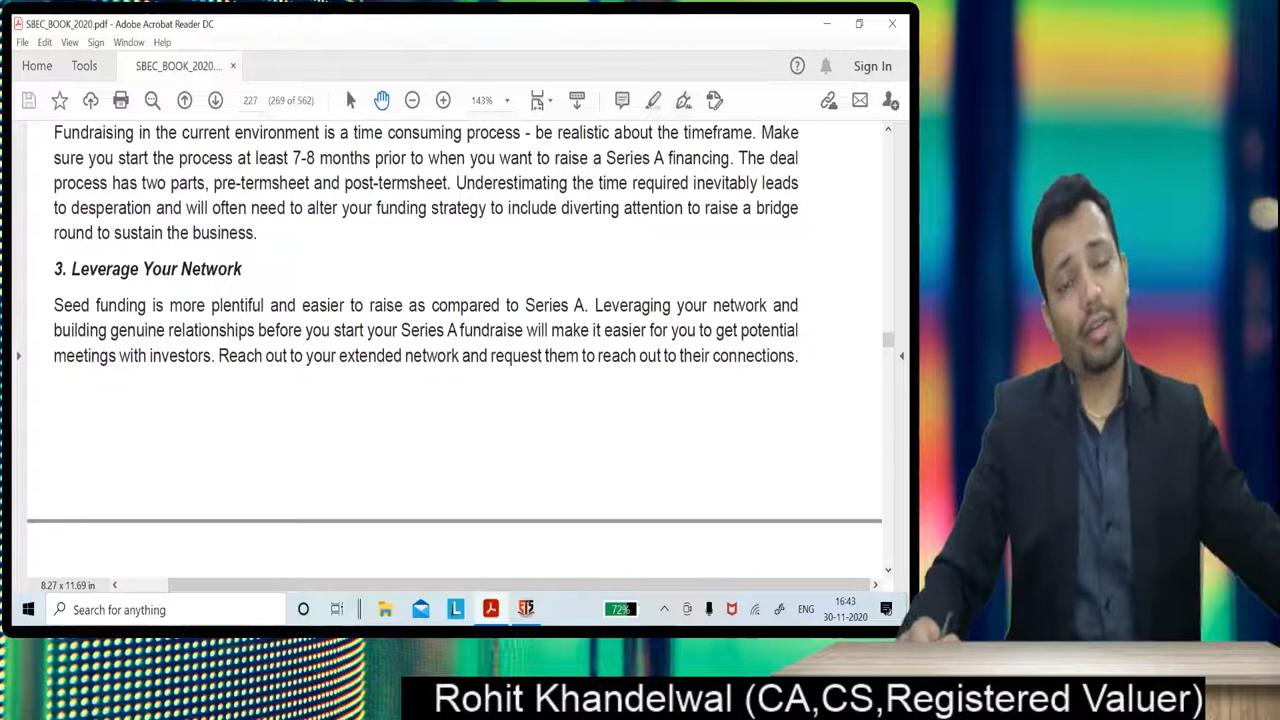 SBEC_BOOK_2020.pdf - Adobe Acrobat Reader DC
File Edit View Sign Window Help
Home Tools SBEC_BOOK_2020.... × Sign In
227 (269 of 562) 143%
Fundraising in the current environment is a time consuming process - be realistic about the timeframe. Make
sure you start the process at least 7-8 months prior to when you want to raise a Series A financing. The deal
process has two parts, pre-termsheet and post-termsheet. Underestimating the time required inevitably leads
to desperation and will often need to alter your funding strategy to include diverting attention to raise a bridge
round to sustain the business.
3. Leverage Your Network
Seed funding is more plentiful and easier to raise as compared to Series A. Leveraging your network and
building genuine relationships before you start your Series A fundraise will make it easier for you to get potential
meetings with investors. Reach out to your extended network and request them to reach out to their connections.
8.27 x 11.69 in
Search for anything
L
72%
ENG
16:43
30-11-2020
Rohit Khandelwal (CA,CS,Registered Valuer)